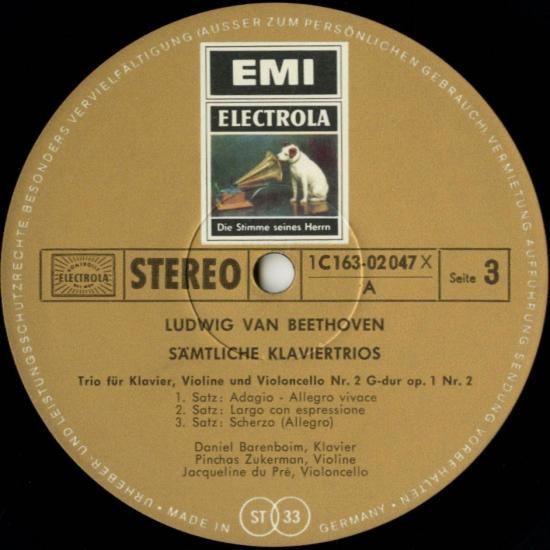 EMI
ELECTROLA
Die Stimme seines Herrn
ELECTROLA
STEREO
1C163-02 047 X
A
Seite 3
LUDWIG VAN BEETHOVEN
SÄMTLICHE KLAVIERTRIOS
Trio für Klavier, Violine und Violoncello Nr. 2 G-dur op. 1 Nr. 2
1. Satz: Adagio - Allegro vivace
2. Satz: Largo con espressione
3. Satz: Scherzo (Allegro)
Daniel Barenboim, Klavier
Pinchas Zukerman, Violine
Jacqueline du Pré, Violoncello
ST 33
• MADE IN GERMANY •
URHEBER- UND LEISTUNGSSCHUTZRECHTE, BESONDERS VERVIELFÄLTIGUNG (AUSSER ZUM PERSÖNLICHEN GEBRAUCH), VERMIETUNG, AUFFÜHRUNG, SENDUNG VORBEHALTEN